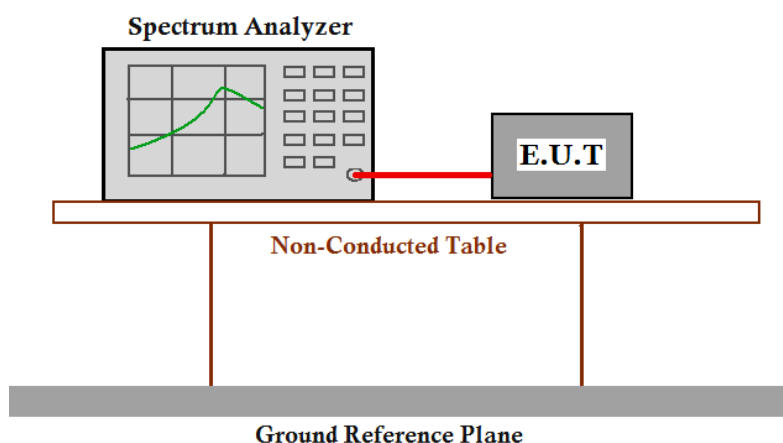 Spectrum Analyzer
E.U.T
Non-Conducted Table
Ground Reference Plane